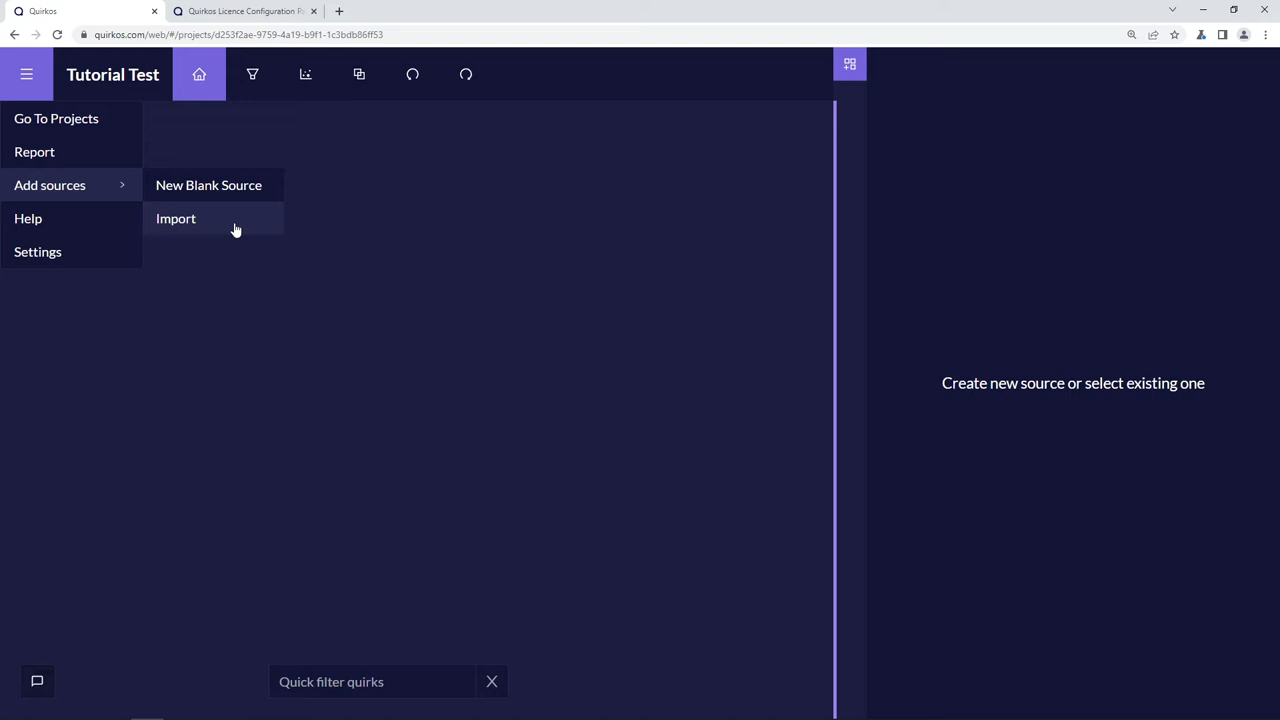 Quirkos
Quirkos Licence Configuration Pa
quirkos.com/web/#/projects/d253f2ae-9759-4a19-b9f1-1c3bdb86ff53
Tutorial Test
Go To Projects
Report
Add sources
New Blank Source
Help
Import
Settings
Create new source or select existing one
Quick filter quirks